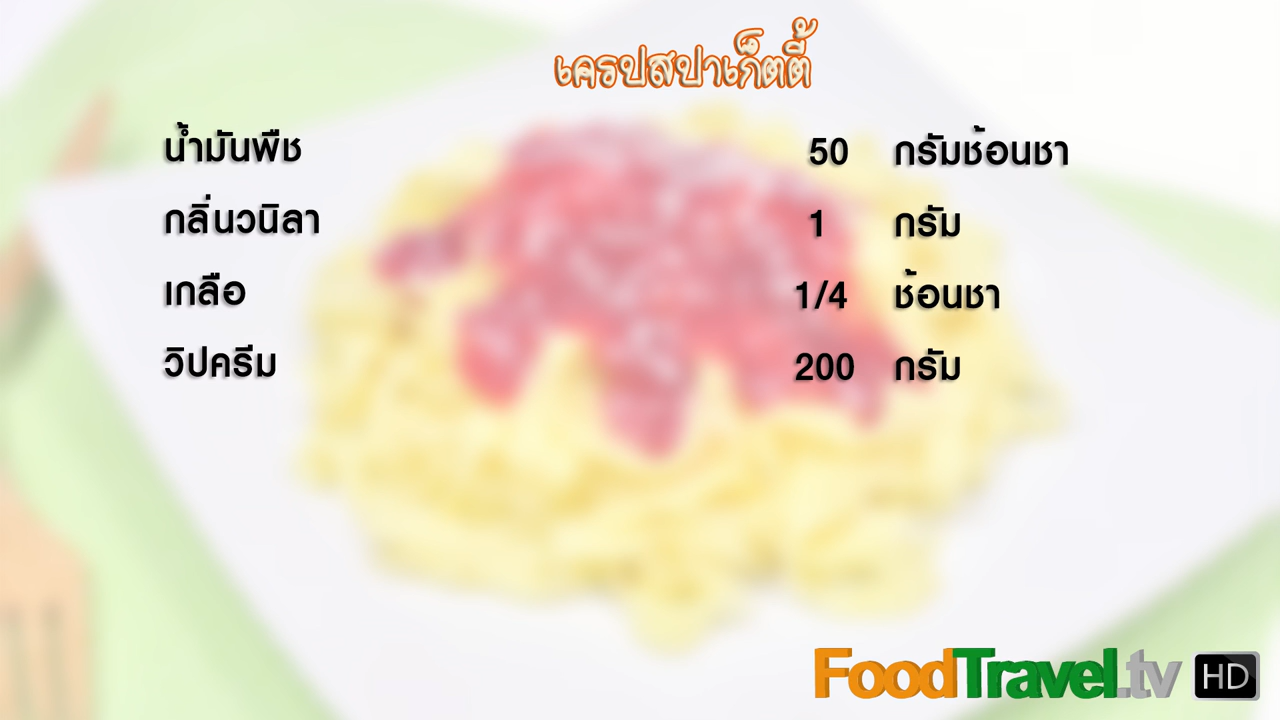 เครปสปาเก็ตตี้
น้ำมันพืช 50 กรัมช้อนชา
กลิ่นวนิลา 1 กรัม
เกลือ 1/4 ช้อนชา
วิปครีม 200 กรัม
FoodTravel.tv HD